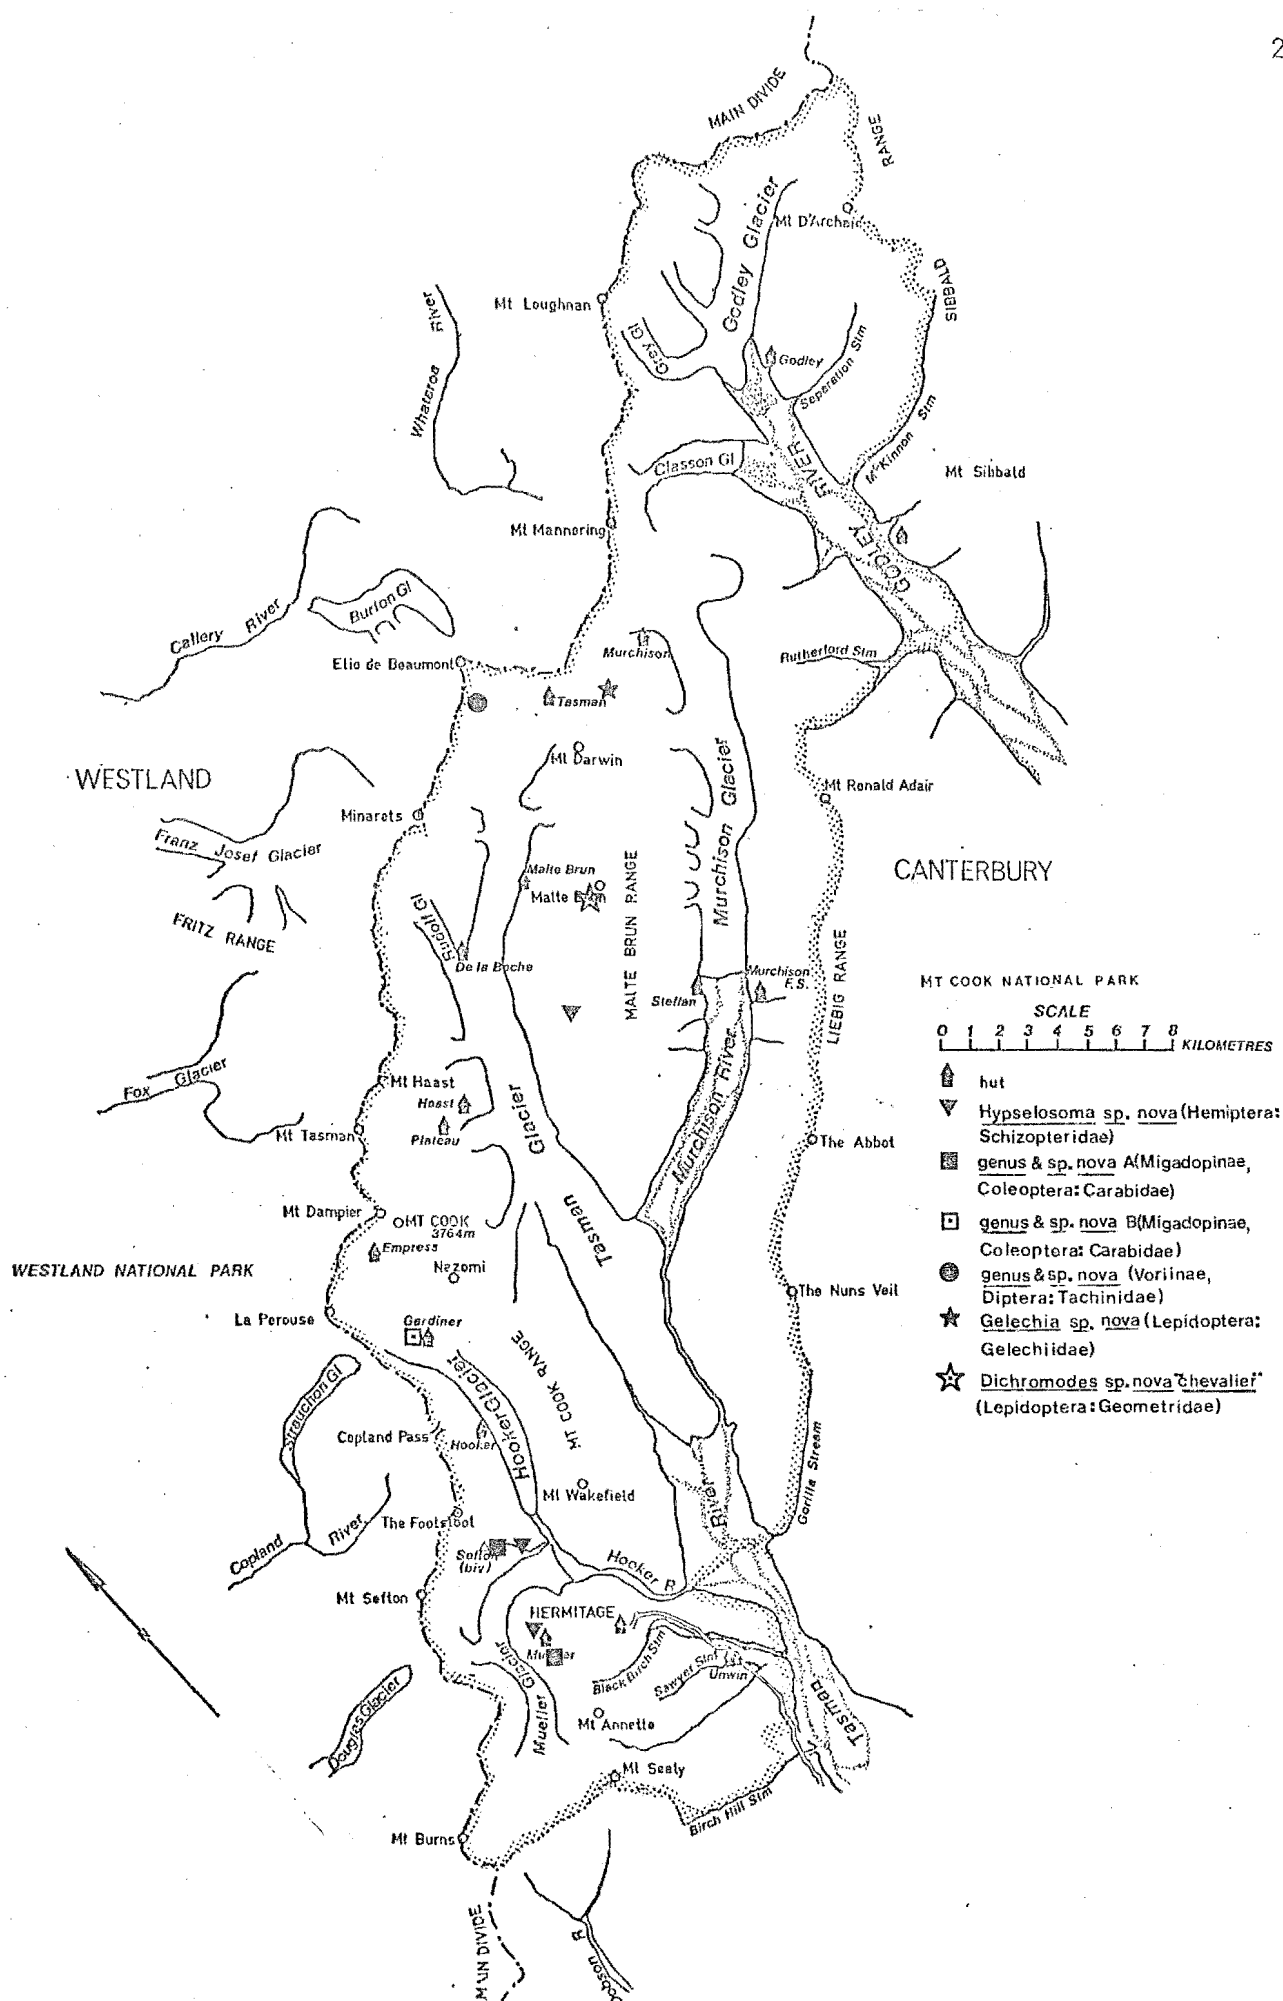 2
MAIN DIVIDE
RANGE
Godley Glacier
Mt D'Archaic
SIBBALD
Mt Loughnan
Whataroa River
Grey Gl
Godley
Seperation Stm
Classon Gl
RIVER
McKinnon Stm
Mt Sibbald
Mt Mannering
GODLEY
Burton Gl
Callery River
Elie de Beaumont
Murchison
Rutherford Stm
Tasman
WESTLAND
Mt Darwin
Murchison Glacier
Mt Ronald Adair
Minarets
Franz Josef Glacier
CANTERBURY
Malte Brun
Malte Brun
MALTE BRUN RANGE
FRITZ RANGE
Rudolf Gl
De la Beche
LIEBIG RANGE
Murchison
F.S.
Steffan
MT COOK NATIONAL PARK
SCALE
0 1 2 3 4 5 6 7 8
KILOMETRES
Fox Glacier
Mt Haast
Haast
Plateau
Mt Tasman
Glacier
Murchison River
The Abbot
hut
Hypselosoma sp. nova (Hemiptera:
Schizopteridae)
genus & sp. nova A(Migadopinae,
Coleoptera: Carabidae)
genus & sp. nova B(Migadopinae,
Coleoptera: Carabidae)
genus & sp. nova (Voriinae,
Diptera: Tachinidae)
Gelechia sp. nova (Lepidoptera:
Gelechiidae)
Dichromodes sp. nova "chevalier"
(Lepidoptera: Geometridae)
Mt Dampier
MT COOK
3764m
Tasman
Empress
Nazomi
WESTLAND NATIONAL PARK
The Nuns Veil
La Perouse
Gardiner
MT COOK RANGE
Strauchon Gl
Hooker Glacier
Copland Pass
Hooker
Gorilla Stream
Mt Wakefield
River
The Footstool
Copland River
Sefton
(biv)
Hooker R
Mt Sefton
HERMITAGE
Mueller
Black Birch Stm
Sawyer Stm
Unwin
Tasman
Douglas Glacier
Mueller Glacier
Mt Annette
Mt Sealy
Birch Hill Stm
Mt Burns
MAIN DIVIDE
Dobson R